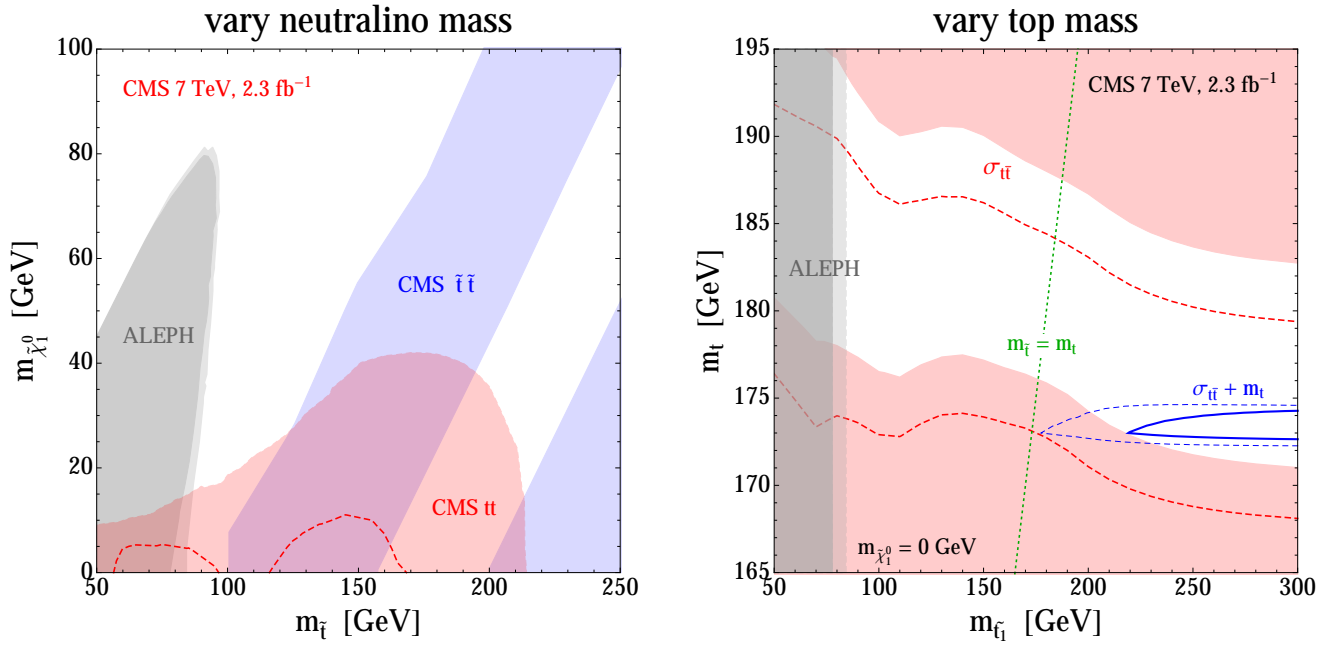 vary neutralino mass
CMS 7 TeV, 2.3 fb⁻¹
ALEPH
CMS t̃ t̃
CMS tt
100
80
60
40
20
0
m_χ̃₁⁰ [GeV]
50 100 150 200 250
m_t̃ [GeV]
vary top mass
CMS 7 TeV, 2.3 fb⁻¹
σ_tt̄
ALEPH
m_t̃ = m_t
σ_tt̄ + m_t
m_χ̃₁⁰ = 0 GeV
195
190
185
180
175
170
165
m_t [GeV]
50 100 150 200 250 300
m_t̃₁ [GeV]